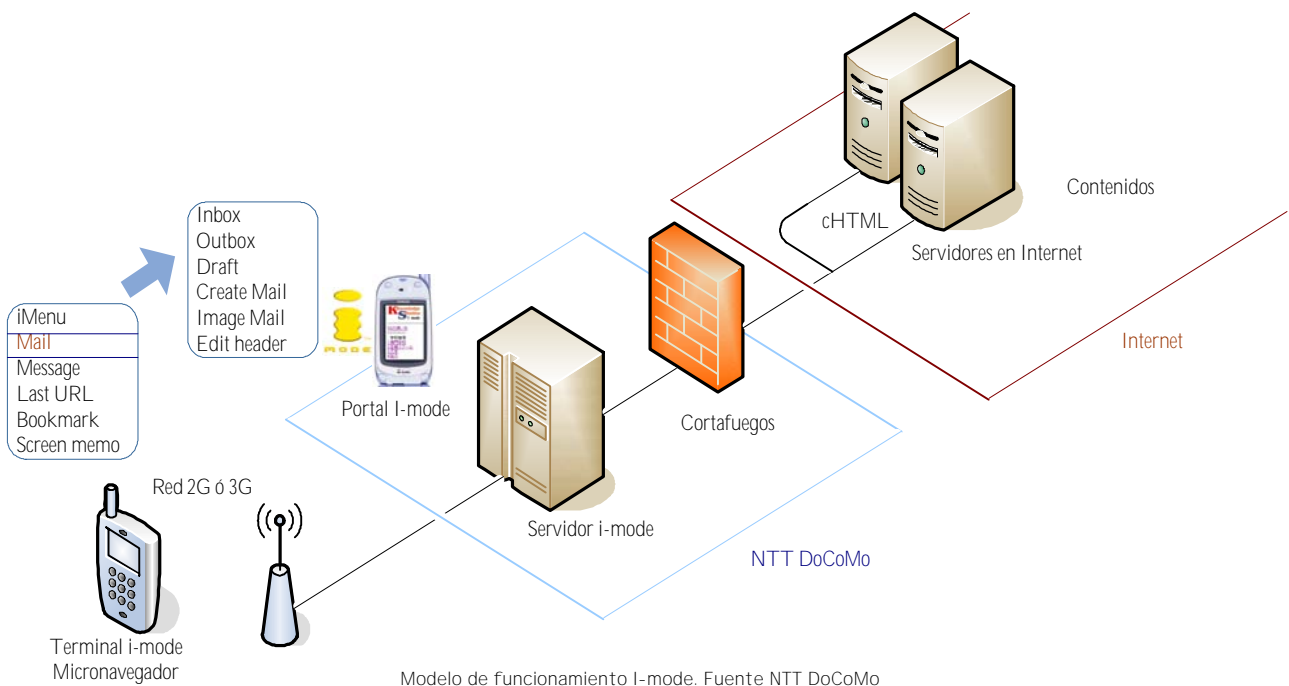 Contenidos
cHTML
Servidores en Internet
Internet
Inbox
Outbox
Draft
Create Mail
Image Mail
Edit header
iMenu
Mail
Message
Last URL
Bookmark
Screen memo
MODE
KS
Portal I-mode
Cortafuegos
Red 2G ó 3G
Servidor i-mode
NTT DoCoMo
Terminal i-mode
Micronavegador
Modelo de funcionamiento I-mode. Fuente NTT DoCoMo